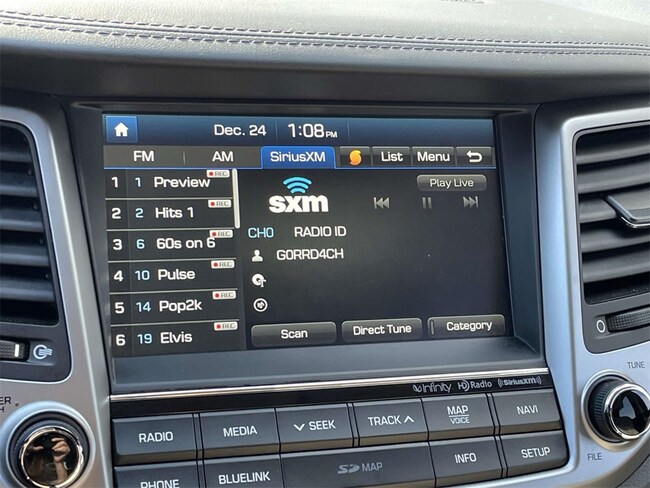 Dec. 24 1:08 PM
FM AM SiriusXM List Menu
1 1 Preview REC
2 2 Hits 1 REC
3 6 60s on 6 REC
4 10 Pulse REC
5 14 Pop2k REC
6 19 Elvis REC
Play Live
sxm
CH0 RADIO ID
G0RRD4CH
Scan Direct Tune Category
Infinity HD Radio SiriusXM
RADIO MEDIA SEEK TRACK MAP VOICE NAVI
PHONE BLUELINK SD MAP INFO SETUP
TUNE
FILE